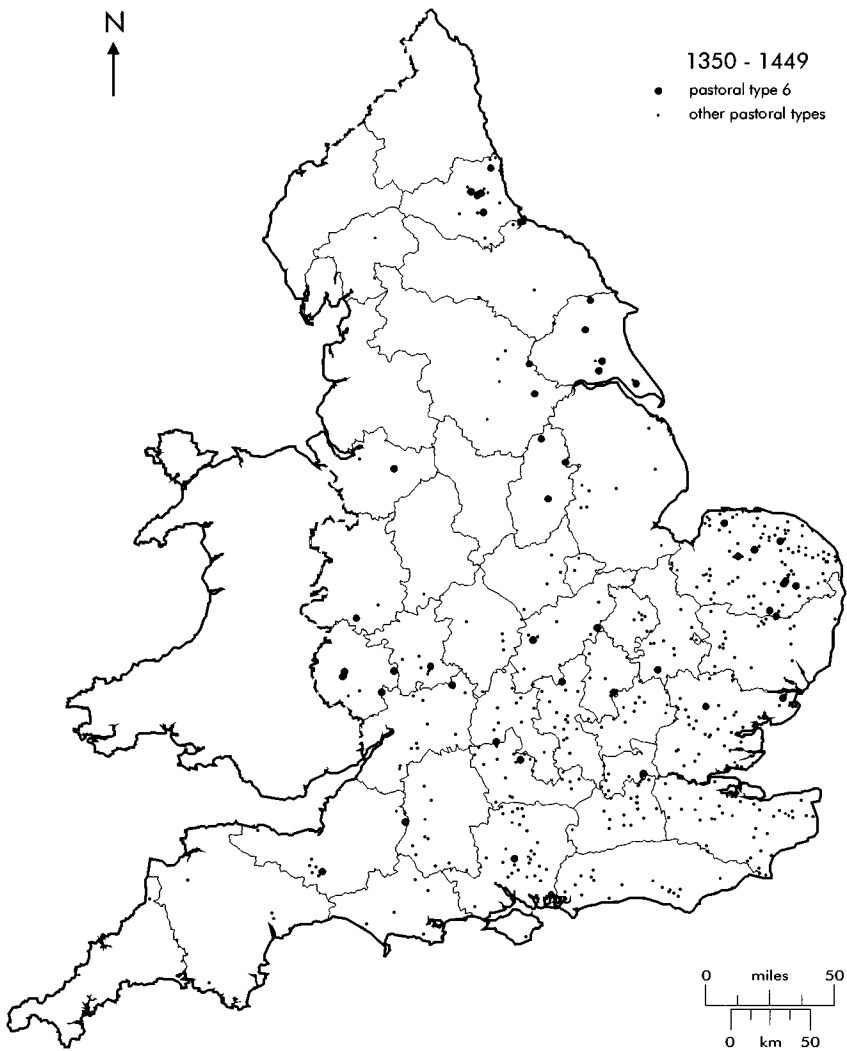 N
1350 - 1449
pastoral type 6
other pastoral types
0 miles 50
0 km 50